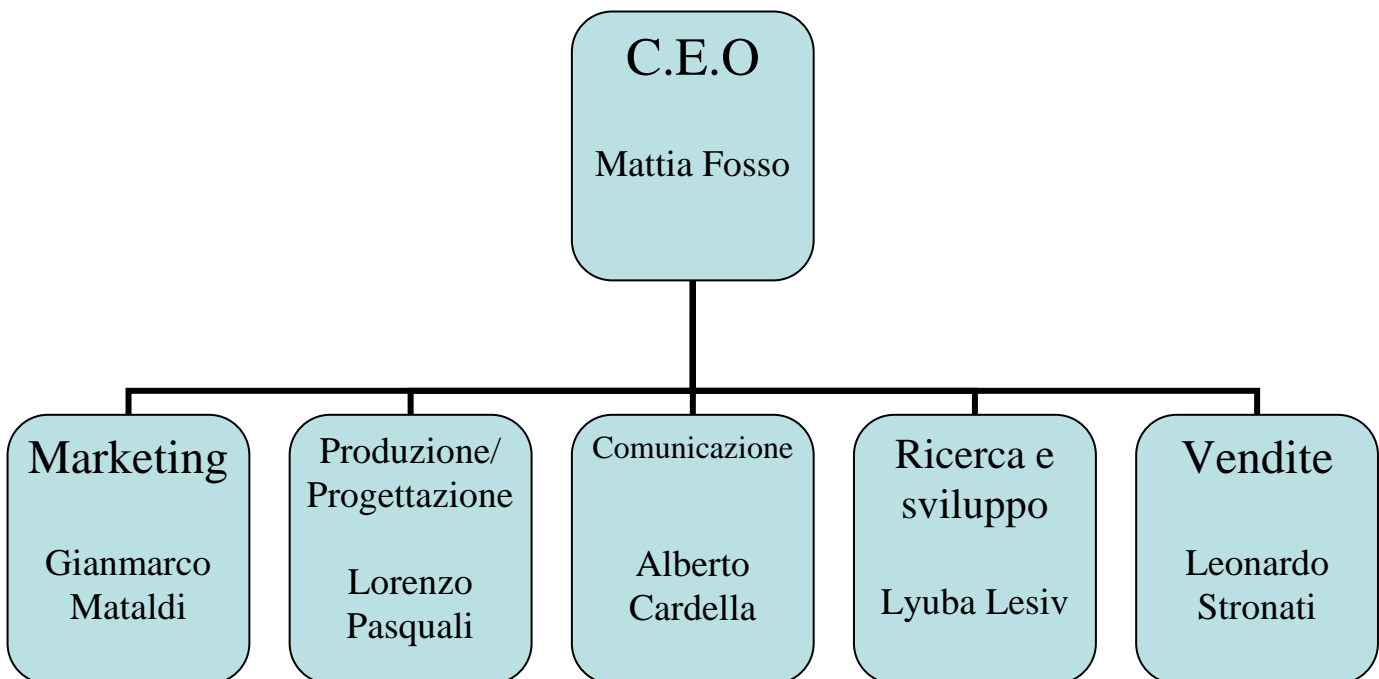 C.E.O
Mattia Fosso
Marketing
Gianmarco
Mataldi
Produzione/
Progettazione
Lorenzo
Pasquali
Comunicazione
Alberto
Cardella
Ricerca e
sviluppo
Lyuba Lesiv
Vendite
Leonardo
Stronati